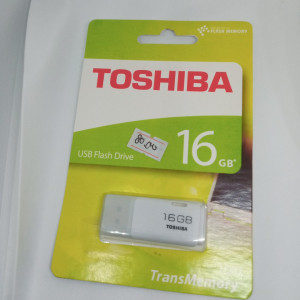 TOSHIBA
USB Flash Drive
16 GB
16GB
TOSHIBA
TransMemory